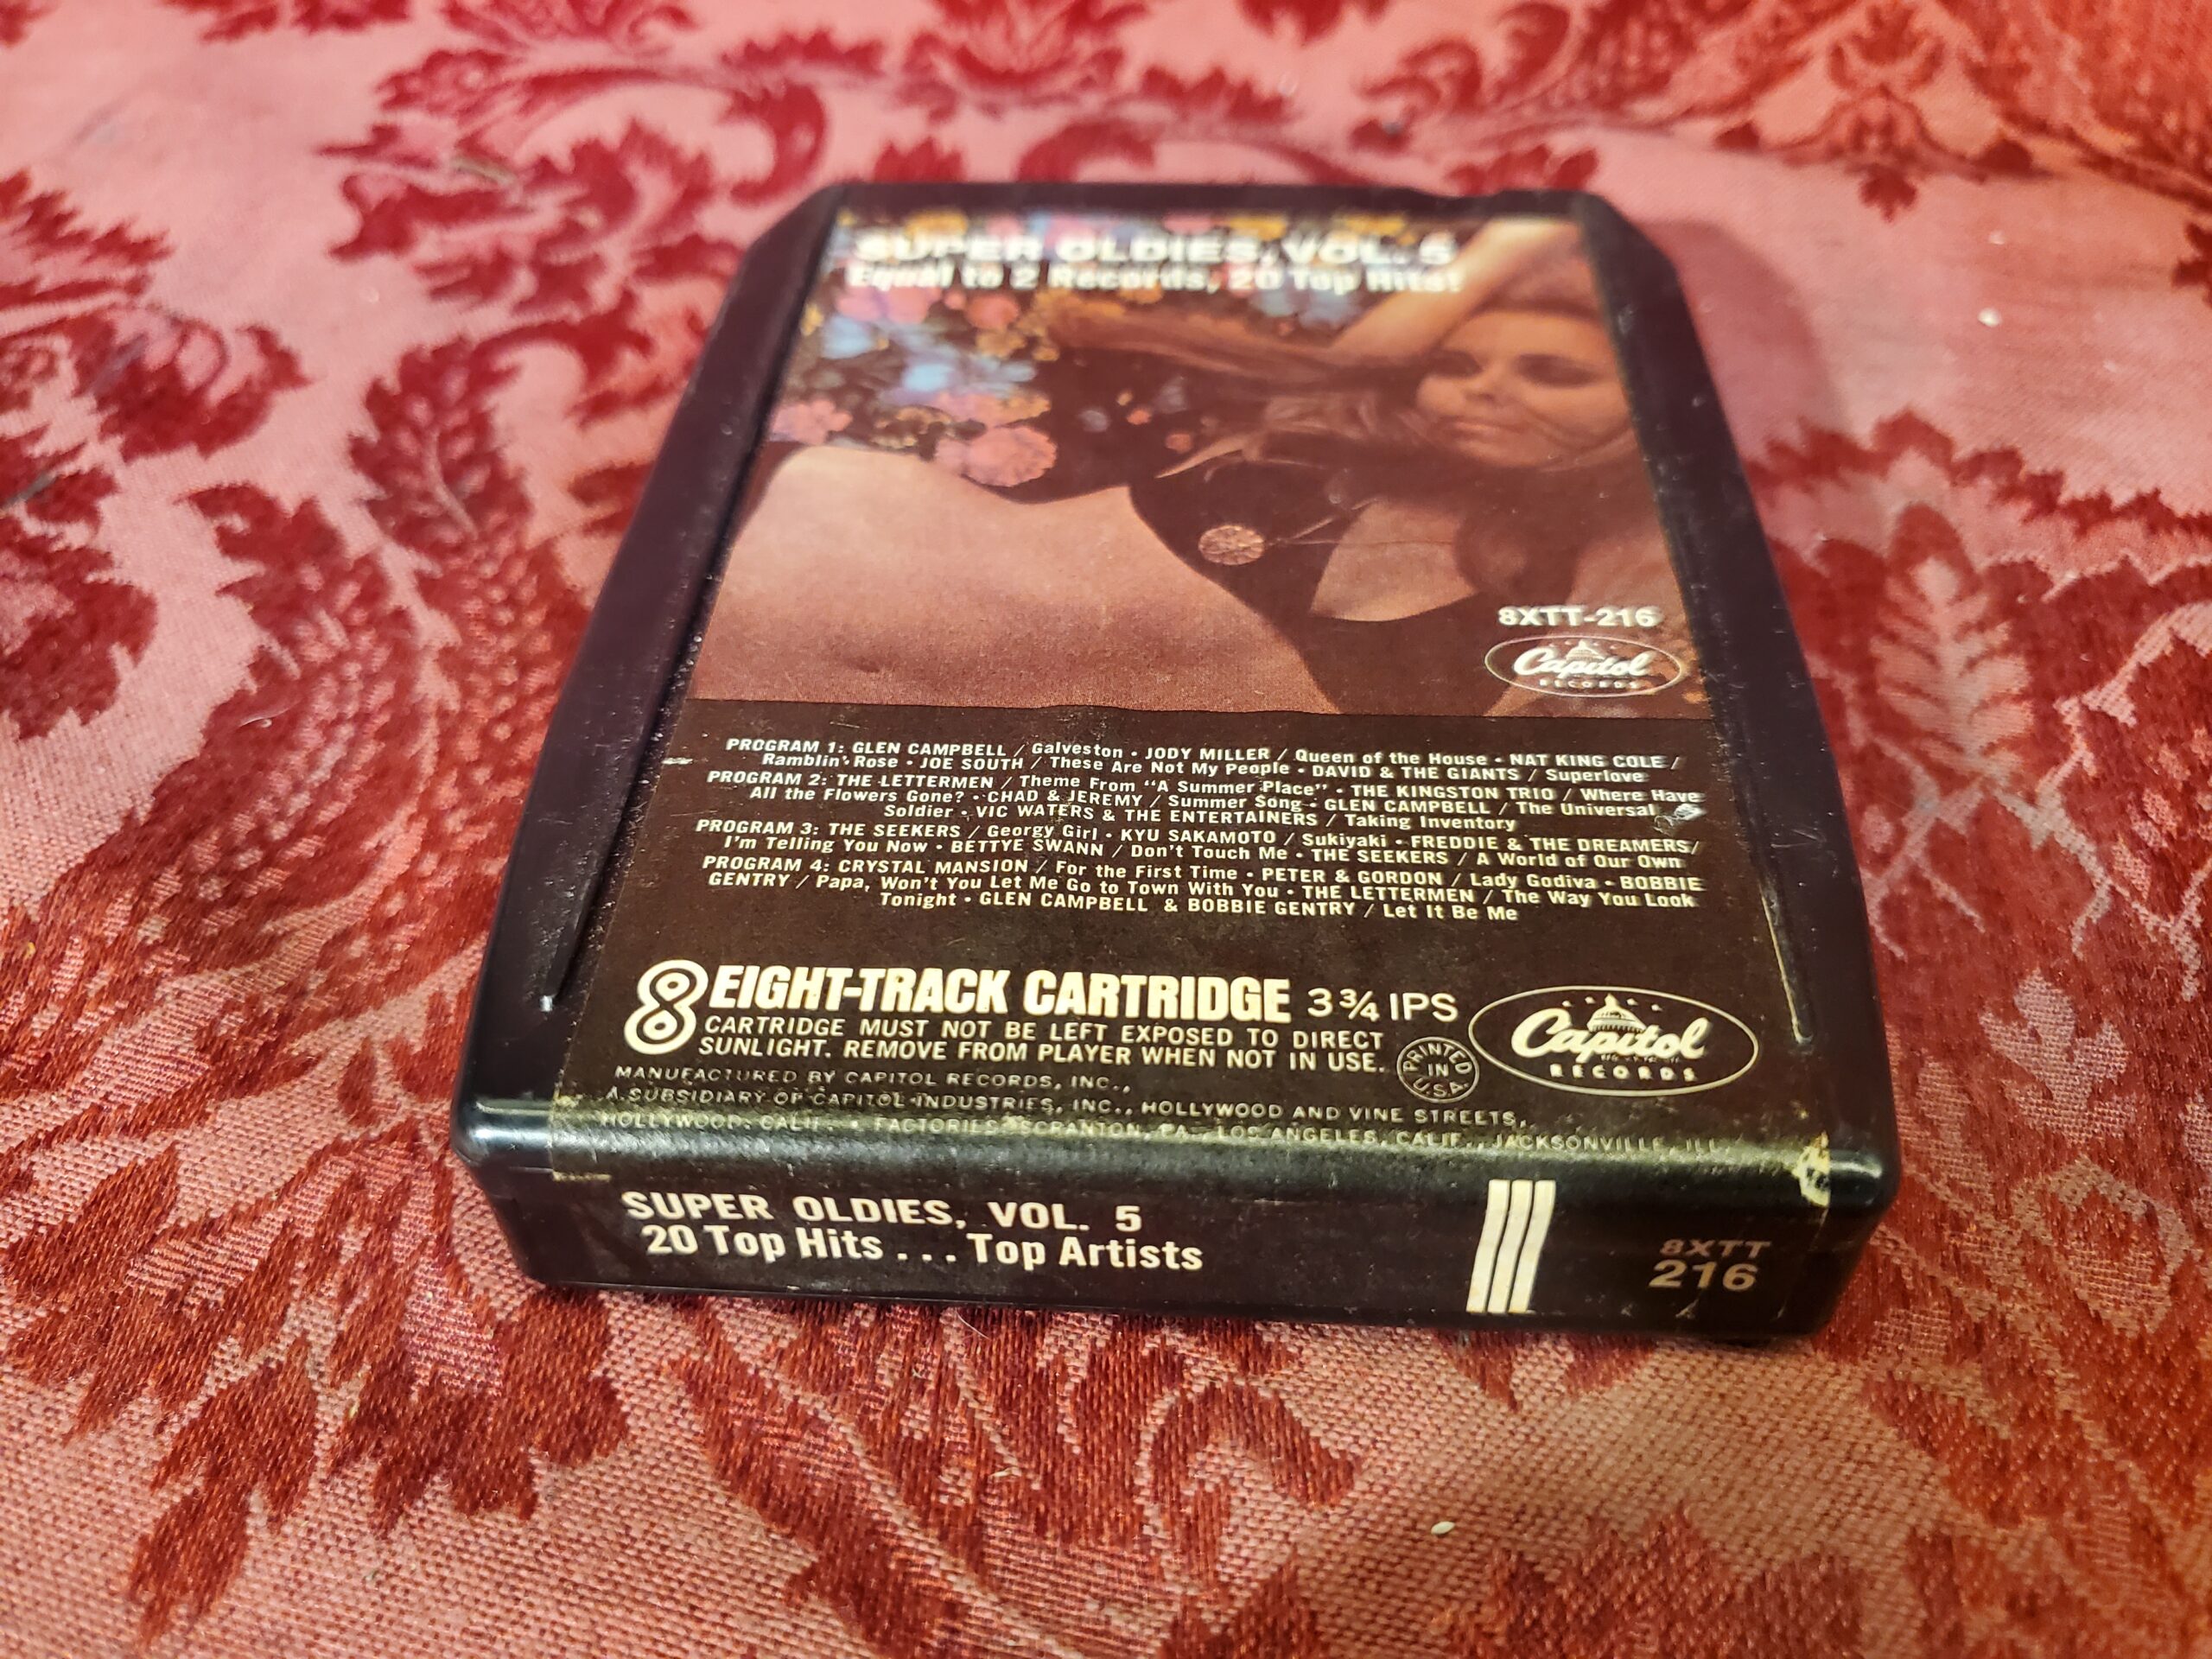 SUPER OLDIES, VOL. 5
Equal to 2 Records, 20 Top Hits!
8XTT-216
Capitol
RECORDS
PROGRAM 1: GLEN CAMPBELL / Galveston • JODY MILLER / Queen of the House • NAT KING COLE /
Ramblin' Rose • JOE SOUTH / These Are Not My People • DAVID & THE GIANTS / Superlove
PROGRAM 2: THE LETTERMEN / Theme From "A Summer Place" • THE KINGSTON TRIO / Where Have
All the Flowers Gone? • CHAD & JEREMY / Summer Song • GLEN CAMPBELL / The Universal
Soldier • VIC WATERS & THE ENTERTAINERS / Taking Inventory
PROGRAM 3: THE SEEKERS / Georgy Girl • KYU SAKAMOTO / Sukiyaki • FREDDIE & THE DREAMERS/
I'm Telling You Now • BETTYE SWANN / Don't Touch Me • THE SEEKERS / A World of Our Own
PROGRAM 4: CRYSTAL MANSION / For the First Time • PETER & GORDON / Lady Godiva • BOBBIE
GENTRY / Papa, Won't You Let Me Go to Town With You • THE LETTERMEN / The Way You Look
Tonight • GLEN CAMPBELL & BOBBIE GENTRY / Let It Be Me
8 EIGHT-TRACK CARTRIDGE 3 3/4 IPS
CARTRIDGE MUST NOT BE LEFT EXPOSED TO DIRECT
SUNLIGHT. REMOVE FROM PLAYER WHEN NOT IN USE.
PRINTED
IN
U.S.A.
Capitol
RECORDS
MANUFACTURED BY CAPITOL RECORDS, INC.,
A SUBSIDIARY OF CAPITOL INDUSTRIES, INC., HOLLYWOOD AND VINE STREETS,
HOLLYWOOD, CALIF. • FACTORIES: SCRANTON, PA., LOS ANGELES, CALIF., JACKSONVILLE, ILL.
SUPER OLDIES, VOL. 5
20 Top Hits . . . Top Artists
8XTT
216